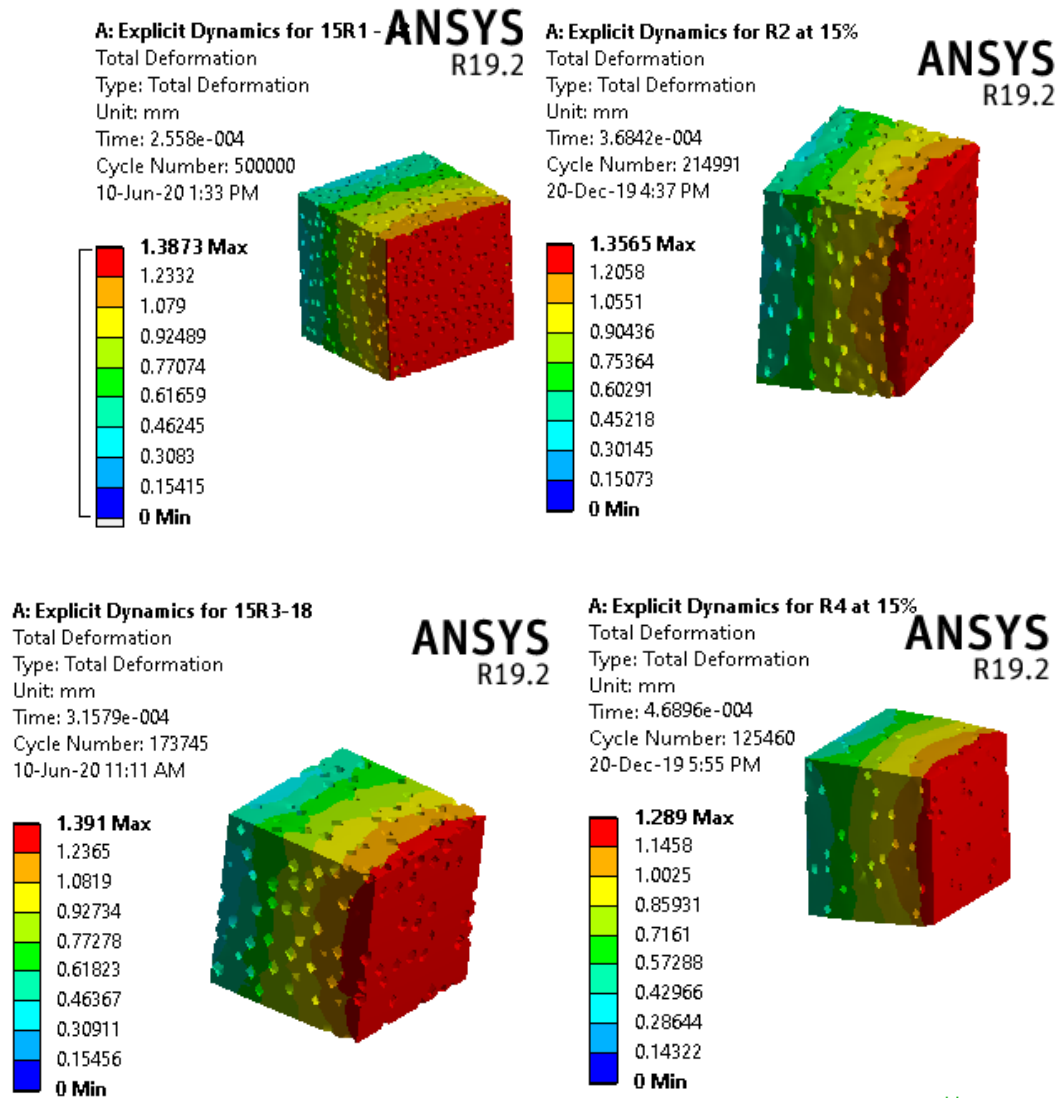 A: Explicit Dynamics for 15R1 -
ANSYS
R19.2
Total Deformation
Type: Total Deformation
Unit: mm
Time: 2.558e-004
Cycle Number: 500000
10-Jun-20 1:33 PM
1.3873 Max
1.2332
1.079
0.92489
0.77074
0.61659
0.46245
0.3083
0.15415
0 Min
A: Explicit Dynamics for R2 at 15%
ANSYS
R19.2
Total Deformation
Type: Total Deformation
Unit: mm
Time: 3.6842e-004
Cycle Number: 214991
20-Dec-19 4:37 PM
1.3565 Max
1.2058
1.0551
0.90436
0.75364
0.60291
0.45218
0.30145
0.15073
0 Min
A: Explicit Dynamics for 15R3-18
ANSYS
R19.2
Total Deformation
Type: Total Deformation
Unit: mm
Time: 3.1579e-004
Cycle Number: 173745
10-Jun-20 11:11 AM
1.391 Max
1.2365
1.0819
0.92734
0.77278
0.61823
0.46367
0.30911
0.15456
0 Min
A: Explicit Dynamics for R4 at 15%
ANSYS
R19.2
Total Deformation
Type: Total Deformation
Unit: mm
Time: 4.6896e-004
Cycle Number: 125460
20-Dec-19 5:55 PM
1.289 Max
1.1458
1.0025
0.85931
0.7161
0.57288
0.42966
0.28644
0.14322
0 Min